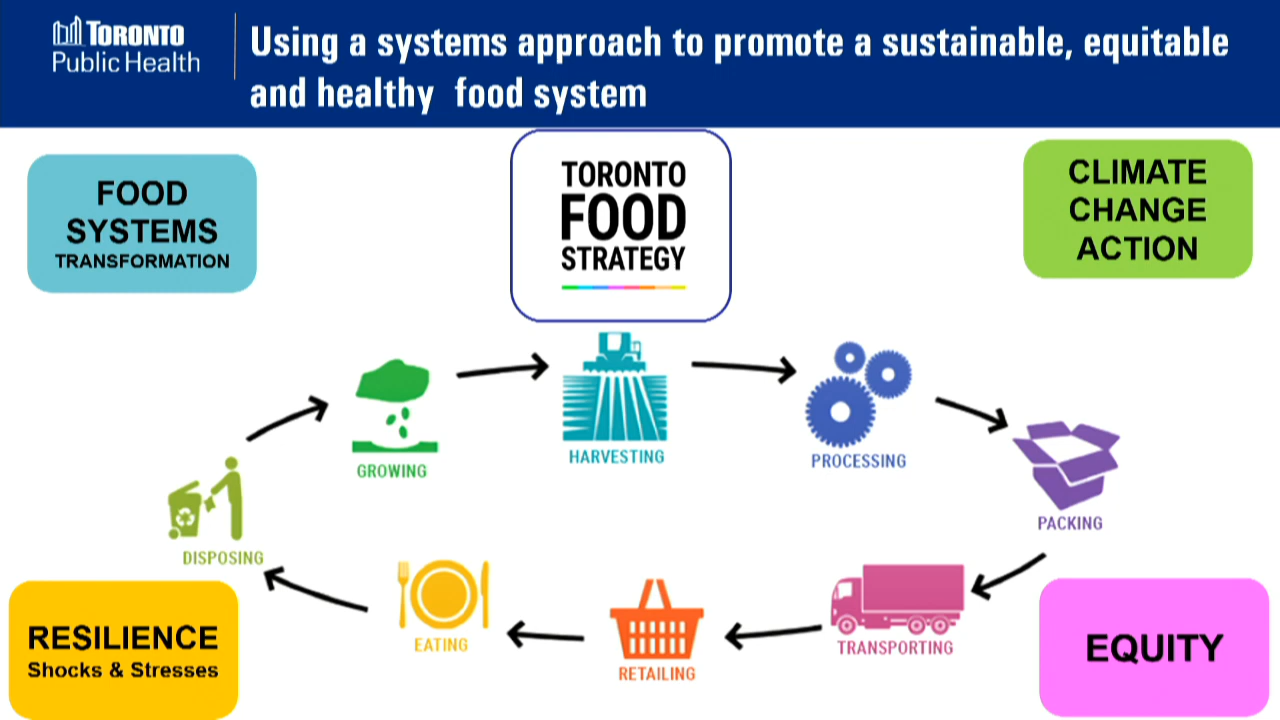 TORONTO
Public Health
Using a systems approach to promote a sustainable, equitable
and healthy food system
FOOD
SYSTEMS
TRANSFORMATION
TORONTO
FOOD
STRATEGY
CLIMATE
CHANGE
ACTION
GROWING
HARVESTING
PROCESSING
PACKING
DISPOSING
EATING
RETAILING
TRANSPORTING
RESILIENCE
Shocks & Stresses
EQUITY